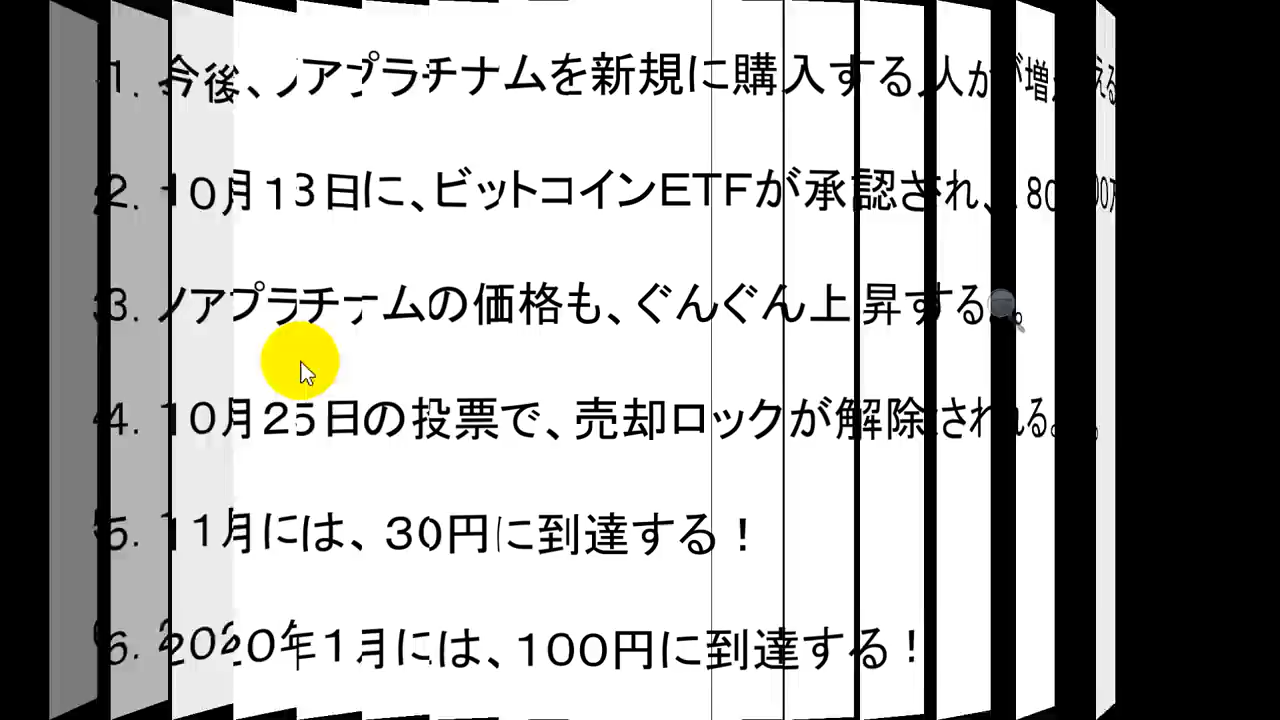 1. 今後、ノアプラチナムを新規に購入する人が増える
2. 10月13日に、ビットコインETFが承認され、
3. ノアプラチナムの価格も、ぐんぐん上昇する。
4. 10月25日の投票で、売却ロックが解除される。
5. 11月には、30円に到達する！
6. 2020年1月には、100円に到達する！